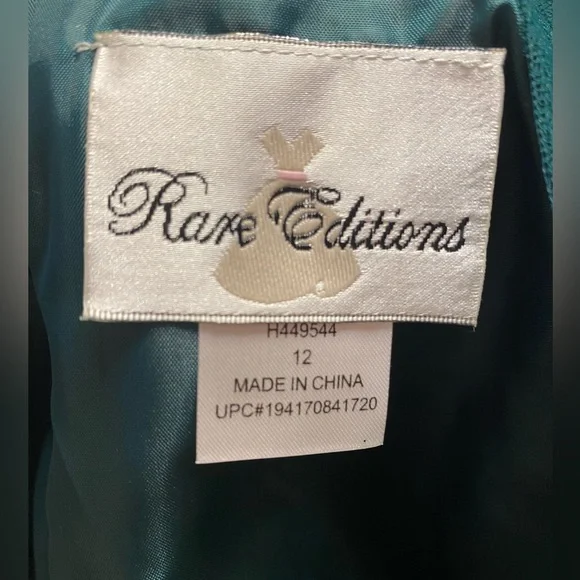 Rare Editions
H449544
12
MADE IN CHINA
UPC#194170841720